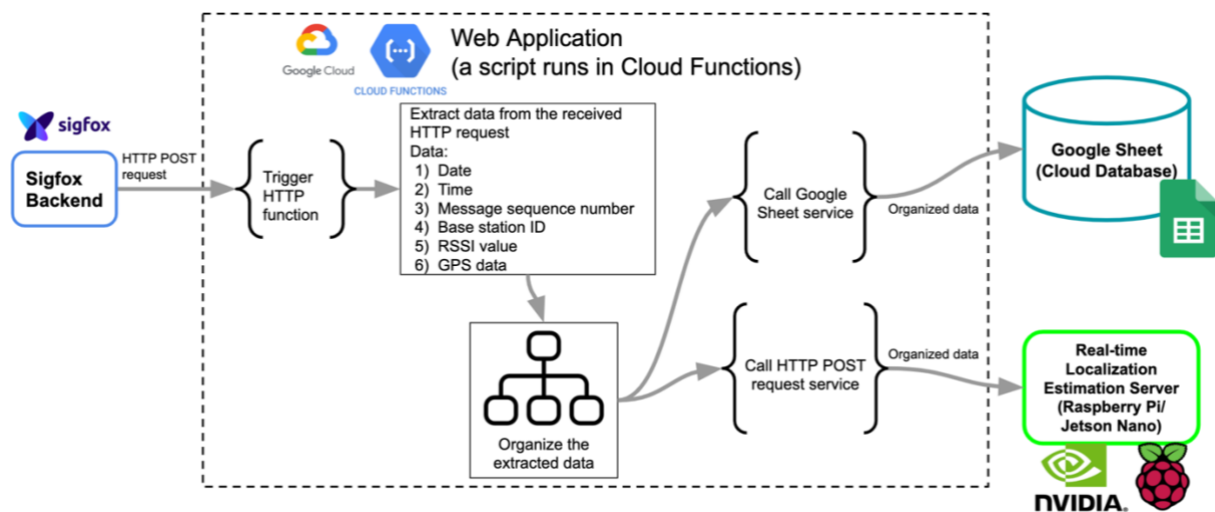 Web Application
(a script runs in Cloud Functions)
Google Cloud
CLOUD FUNCTIONS
sigfox
Sigfox
Backend
HTTP POST
request
Trigger
HTTP
function
Extract data from the received
HTTP request
Data:
1) Date
2) Time
3) Message sequence number
4) Base station ID
5) RSSI value
6) GPS data
Organize the
extracted data
Call Google
Sheet service
Organized data
Google Sheet
(Cloud Database)
Call HTTP POST
request service
Organized data
Real-time
Localization
Estimation Server
(Raspberry Pi/
Jetson Nano)
NVIDIA.